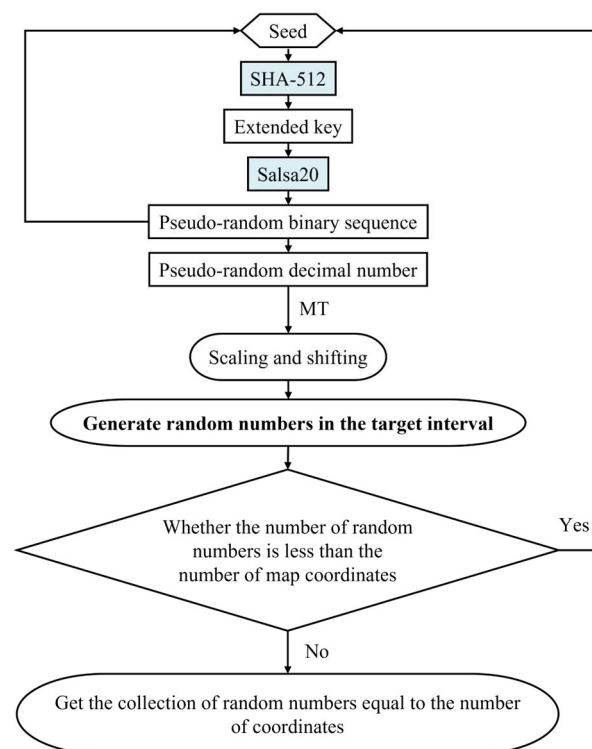 Seed
SHA-512
Extended key
Salsa20
Pseudo-random binary sequence
Pseudo-random decimal number
MT
Scaling and shifting
Generate random numbers in the target interval
Whether the number of random
numbers is less than the
number of map coordinates
Yes
No
Get the collection of random numbers equal to the number
of coordinates